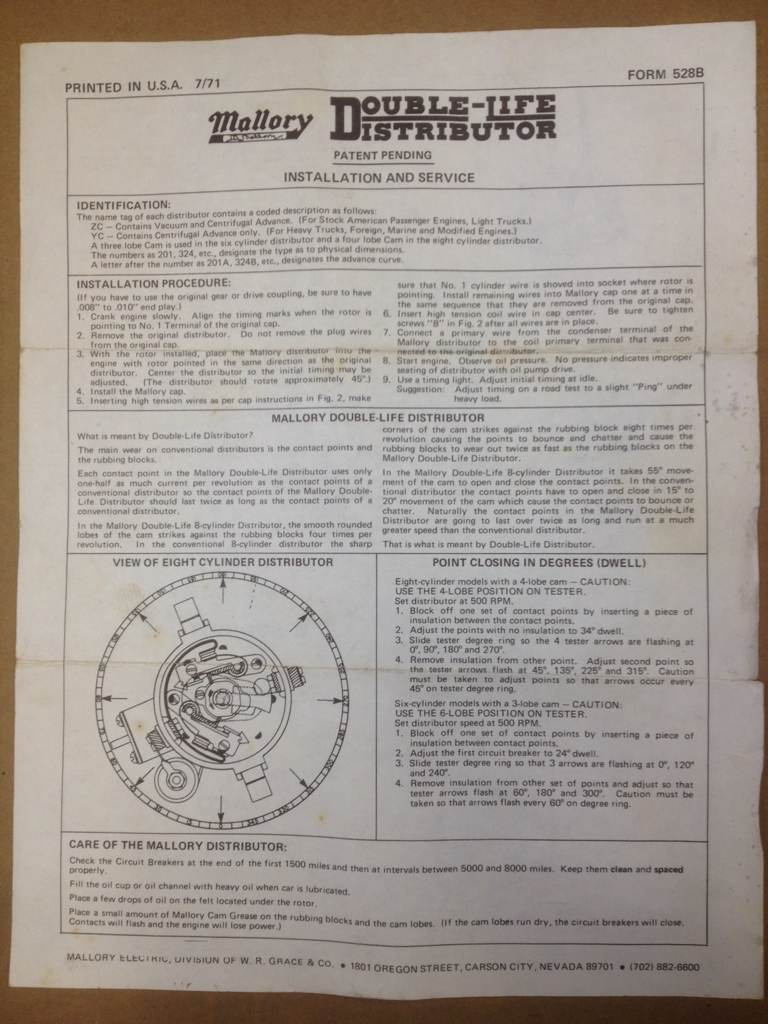 PRINTED IN U.S.A. 7/71
FORM 528B
Mallory DOUBLE-LIFE DISTRIBUTOR
PATENT PENDING
INSTALLATION AND SERVICE
IDENTIFICATION:
The name tag of each distributor contains a coded description as follows:
ZC — Contains Vacuum and Centrifugal Advance. (For Stock American Passenger Engines, Light Trucks.)
YC — Contains Centrifugal Advance only. (For Heavy Trucks, Foreign, Marine and Modified Engines.)
A three lobe Cam is used in the six cylinder distributor and a four lobe Cam in the eight cylinder distributor.
The numbers as 201, 324, etc., designate the type as to physical dimensions.
A letter after the number as 201A, 324B, etc., designates the advance curve.
INSTALLATION PROCEDURE:
(If you have to use the original gear or drive coupling, be sure to have
.008" to .010" end play.)
1. Crank engine slowly. Align the timing marks when the rotor is
pointing to No. 1 Terminal of the original cap.
2. Remove the original distributor. Do not remove the plug wires
from the original cap.
3. With the rotor installed, place the Mallory distributor into the
engine with rotor pointed in the same direction as the original
distributor. Center the distributor so the initial timing may be
adjusted. (The distributor should rotate approximately 45°.)
4. Install the Mallory cap.
5. Inserting high tension wires as per cap instructions in Fig. 2, make
sure that No. 1 cylinder wire is shoved into socket where rotor is
pointing. Install remaining wires into Mallory cap one at a time in
the same sequence that they are removed from the original cap.
6. Insert high tension coil wire in cap center. Be sure to tighten
screws "B" in Fig. 2 after all wires are in place.
7. Connect a primary wire from the condenser terminal of the
Mallory distributor to the coil primary terminal that was con-
nected to the original distributor.
8. Start engine. Observe oil pressure. No pressure indicates improper
seating of distributor with oil pump drive.
9. Use a timing light. Adjust initial timing at idle.
Suggestion: Adjust timing on a road test to a slight "Ping" under
heavy load.
MALLORY DOUBLE-LIFE DISTRIBUTOR
What is meant by Double-Life Distributor?
The main wear on conventional distributors is the contact points and
the rubbing blocks.
Each contact point in the Mallory Double-Life Distributor uses only
one-half as much current per revolution as the contact points of a
conventional distributor so the contact points of the Mallory Double-
Life Distributor should last twice as long as the contact points of a
conventional distributor.
In the Mallory Double-Life 8-cylinder Distributor, the smooth rounded
lobes of the cam strikes against the rubbing blocks four times per
revolution. In the conventional 8-cylinder distributor the sharp
corners of the cam strikes against the rubbing block eight times per
revolution causing the points to bounce and chatter and cause the
rubbing blocks to wear out twice as fast as the rubbing blocks on the
Mallory Double-Life Distributor.
In the Mallory Double-Life 8-cylinder Distributor it takes 55° move-
ment of the cam to open and close the contact points. In the conven-
tional distributor the contact points have to open and close in 15° to
20° movement of the cam which cause the contact points to bounce or
chatter. Naturally the contact points in the Mallory Double-Life
Distributor are going to last over twice as long and run at a much
greater speed than the conventional distributor.
That is what is meant by Double-Life Distributor.
VIEW OF EIGHT CYLINDER DISTRIBUTOR
POINT CLOSING IN DEGREES (DWELL)
Eight-cylinder models with a 4-lobe cam — CAUTION:
USE THE 4-LOBE POSITION ON TESTER.
Set distributor at 500 RPM.
1. Block off one set of contact points by inserting a piece of
insulation between the contact points.
2. Adjust the points with no insulation to 34° dwell.
3. Slide tester degree ring so the 4 tester arrows are flashing at
0°, 90°, 180° and 270°.
4. Remove insulation from other point. Adjust second point so
the tester arrows flash at 45°, 135°, 225° and 315°. Caution
must be taken to adjust points so that arrows occur every
45° on tester degree ring.
Six-cylinder models with a 3-lobe cam — CAUTION:
USE THE 6-LOBE POSITION ON TESTER.
Set distributor speed at 500 RPM.
1. Block off one set of contact points by inserting a piece of
insulation between contact points.
2. Adjust the first circuit breaker to 24° dwell.
3. Slide tester degree ring so that 3 arrows are flashing at 0°, 120°
and 240°.
4. Remove insulation from other set of points and adjust so that
tester arrows flash at 60°, 180° and 300°. Caution must be
taken so that arrows flash every 60° on degree ring.
CARE OF THE MALLORY DISTRIBUTOR:
Check the Circuit Breakers at the end of the first 1500 miles and then at intervals between 5000 and 8000 miles. Keep them clean and spaced
properly.
Fill the oil cup or oil channel with heavy oil when car is lubricated.
Place a few drops of oil on the felt located under the rotor.
Place a small amount of Mallory Cam Grease on the rubbing blocks and the cam lobes. (If the cam lobes run dry, the circuit breakers will close.
Contacts will flash and the engine will lose power.)
MALLORY ELECTRIC, DIVISION OF W. R. GRACE & CO. • 1801 OREGON STREET, CARSON CITY, NEVADA 89701 • (702) 882-6600